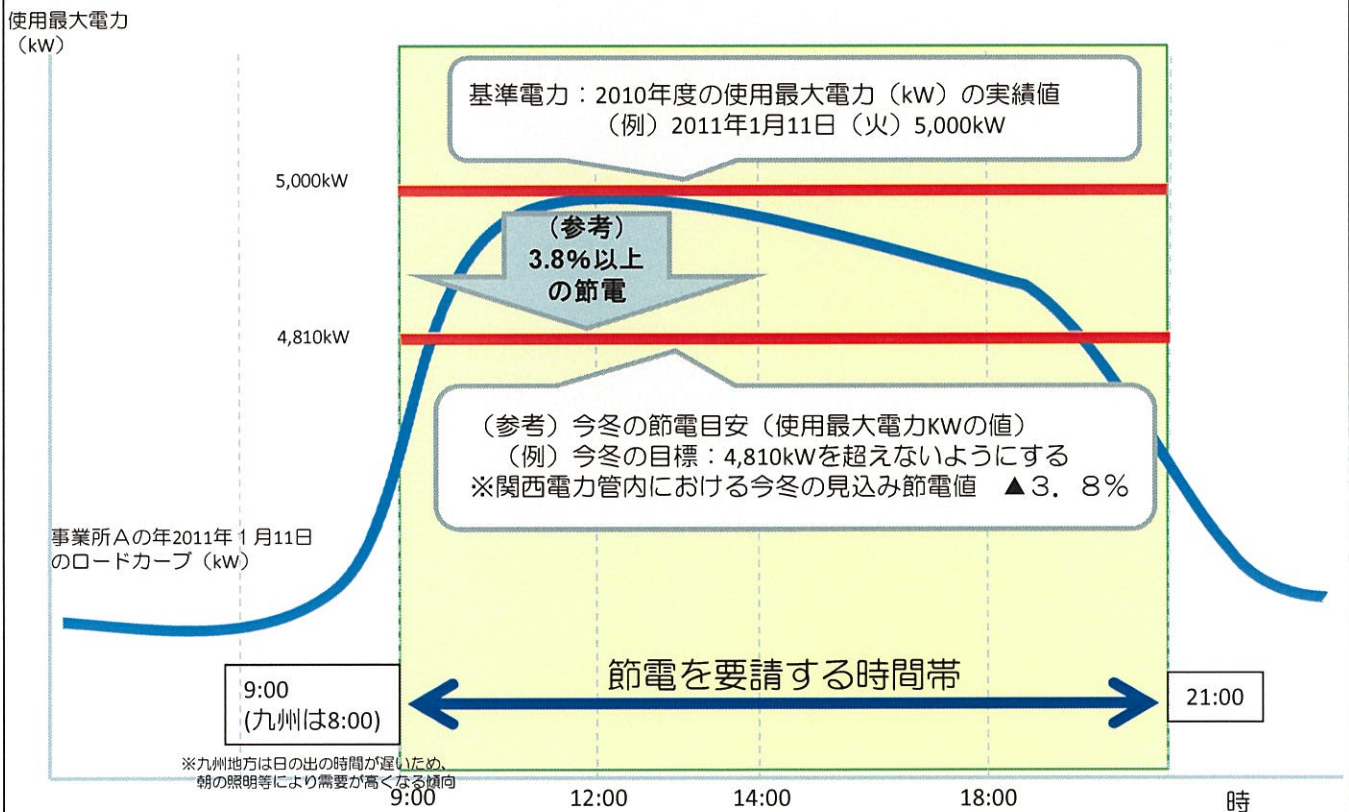 使用最大電力
（kW）
基準電力：2010年度の使用最大電力（kW）の実績値
（例）2011年1月11日（火）5,000kW
5,000kW
（参考）
3.8％以上
の節電
4,810kW
（参考）今冬の節電目安（使用最大電力KWの値）
（例）今冬の目標：4,810kWを超えないようにする
※関西電力管内における今冬の見込み節電値　▲３．８％
事業所Ａの年2011年１月11日
のロードカーブ（kW）
節電を要請する時間帯
9:00
(九州は8:00)
21:00
※九州地方は日の出の時間が遅いため、
朝の照明等により需要が高くなる傾向
9:00
12:00
14:00
18:00
時